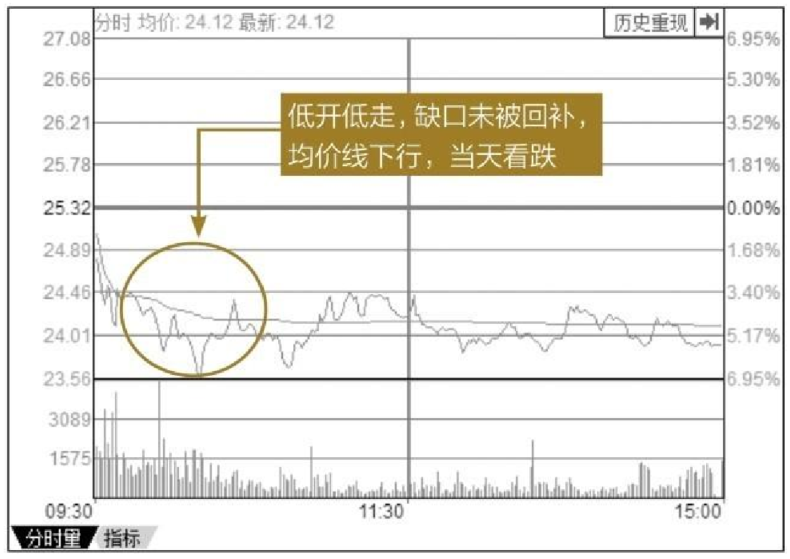 分时 均价: 24.12 最新: 24.12
历史重现
27.08 6.95%
26.66 5.30%
26.21 3.52%
低开低走，缺口未被回补，
均价线下行，当天看跌
25.78 1.81%
25.32 0.00%
24.89 1.68%
24.46 3.40%
24.01 5.17%
23.56 6.95%
3089
1575
09:30 11:30 15:00
分时量 指标